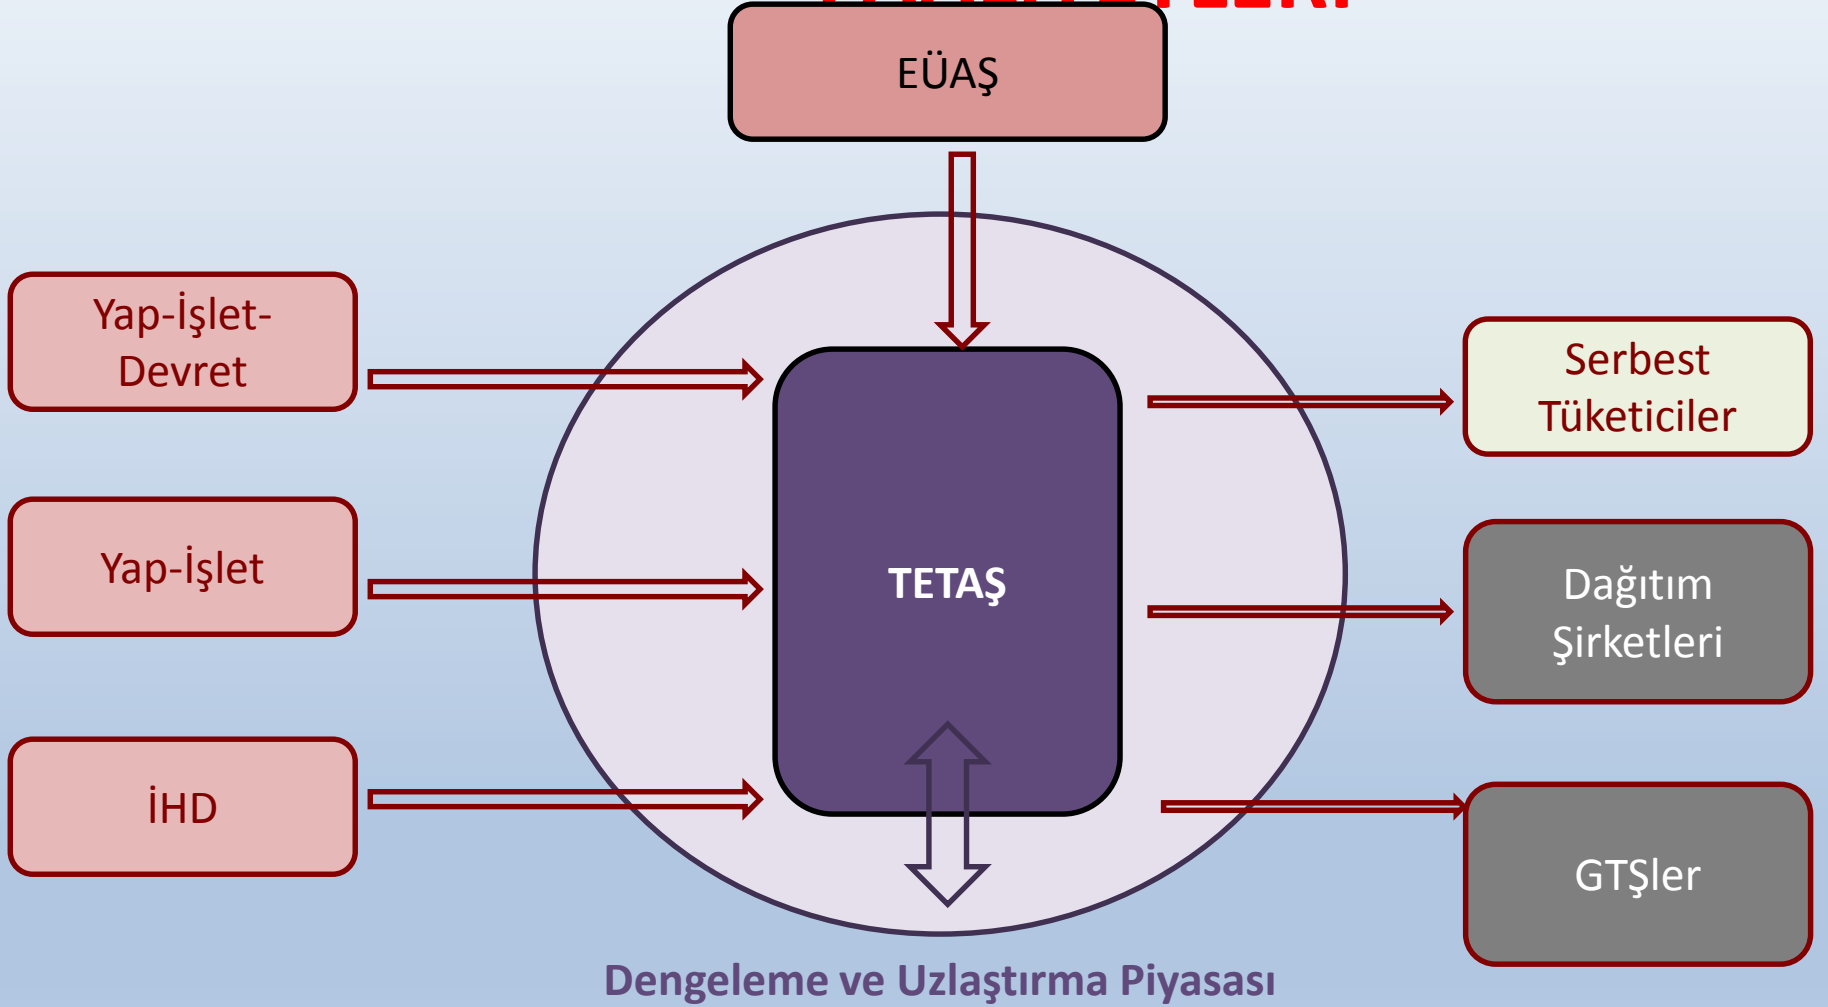 EÜAŞ
Yap-İşlet-
Devret
Yap-İşlet
İHD
TETAŞ
Serbest
Tüketiciler
Dağıtım
Şirketleri
GTŞler
Dengeleme ve Uzlaştırma Piyasası